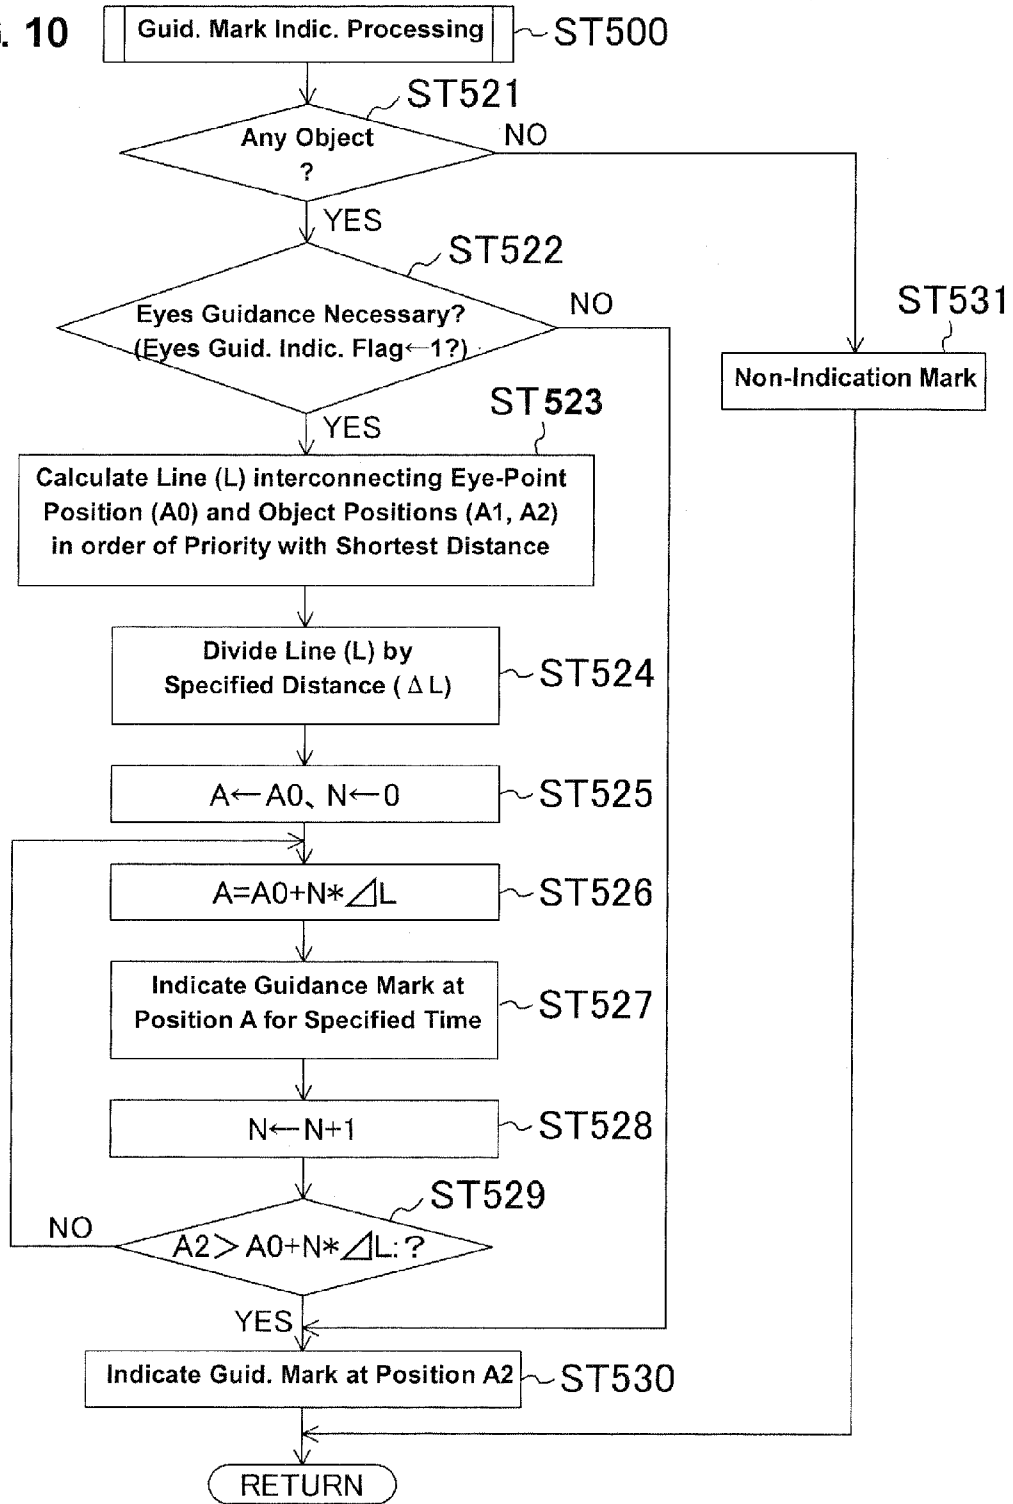 . 10
Guid. Mark Indic. Processing
ST500
ST521
Any Object
?
NO
YES
ST522
Eyes Guidance Necessary?
(Eyes Guid. Indic. Flag←1?)
NO
ST531
Non-Indication Mark
YES
ST523
Calculate Line (L) interconnecting Eye-Point
Position (A0) and Object Positions (A1, A2)
in order of Priority with Shortest Distance
Divide Line (L) by
Specified Distance (ΔL)
ST524
A←A0、N←0
ST525
A=A0+N*⊿L
ST526
Indicate Guidance Mark at
Position A for Specified Time
ST527
N←N+1
ST528
ST529
NO
A2>A0+N*⊿L:?
YES
Indicate Guid. Mark at Position A2
ST530
RETURN